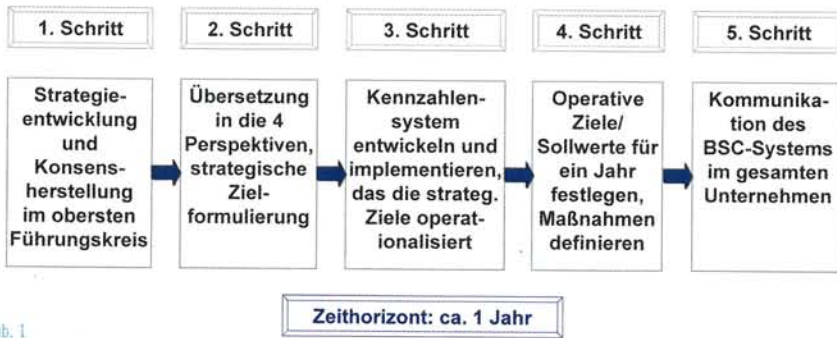 1. Schritt
2. Schritt
3. Schritt
4. Schritt
5. Schritt
Strategie-
entwicklung
und
Konsens-
herstellung
im obersten
Führungskreis
Übersetzung
in die 4
Perspektiven,
strategische
Ziel-
formulierung
Kennzahlen-
system
entwickeln und
implementieren,
das die strateg.
Ziele operat-
ionalisiert
Operative
Ziele/
Sollwerte für
ein Jahr
festlegen,
Maßnahmen
definieren
Kommunika-
tion des
BSC-Systems
im gesamten
Unternehmen
Zeithorizont: ca. 1 Jahr
b. 1